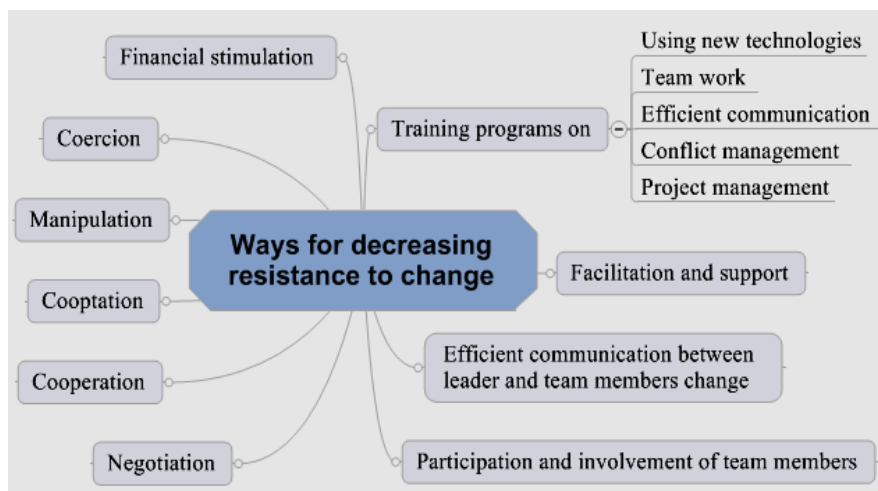 Financial stimulation
Coercion
Manipulation
Cooptation
Cooperation
Negotiation
Ways for decreasing
resistance to change
Training programs on
Using new technologies
Team work
Efficient communication
Conflict management
Project management
Facilitation and support
Efficient communication between
leader and team members change
Participation and involvement of team members